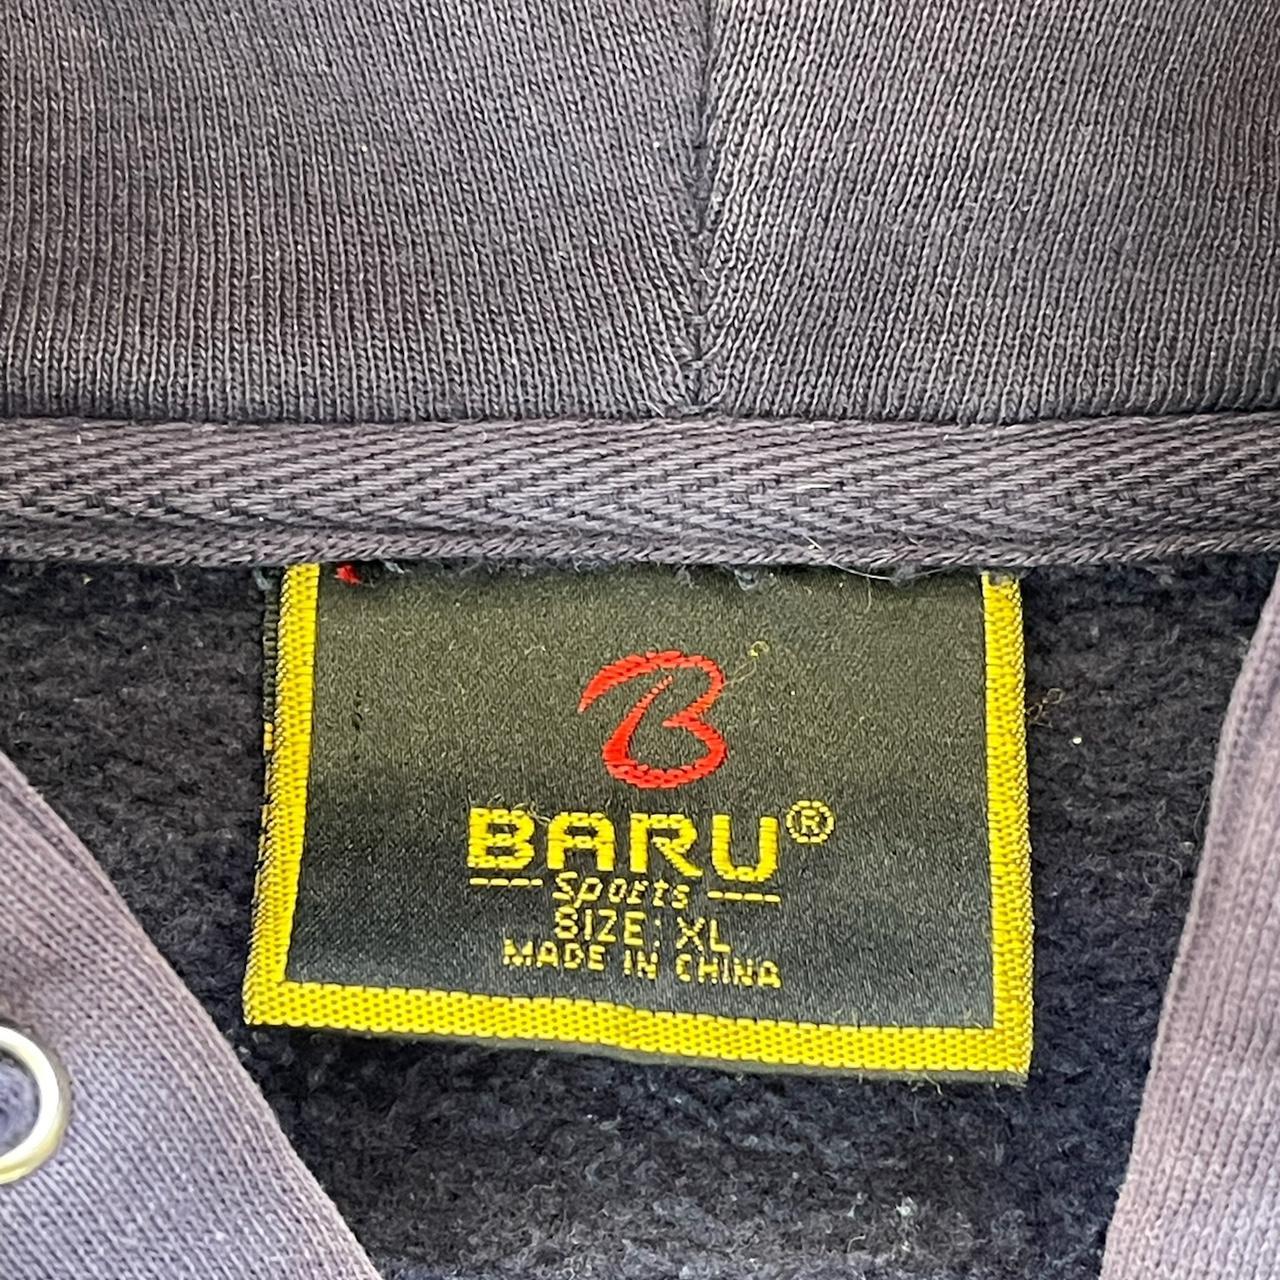 B
BARU®
Sports
SIZE: XL
MADE IN CHINA